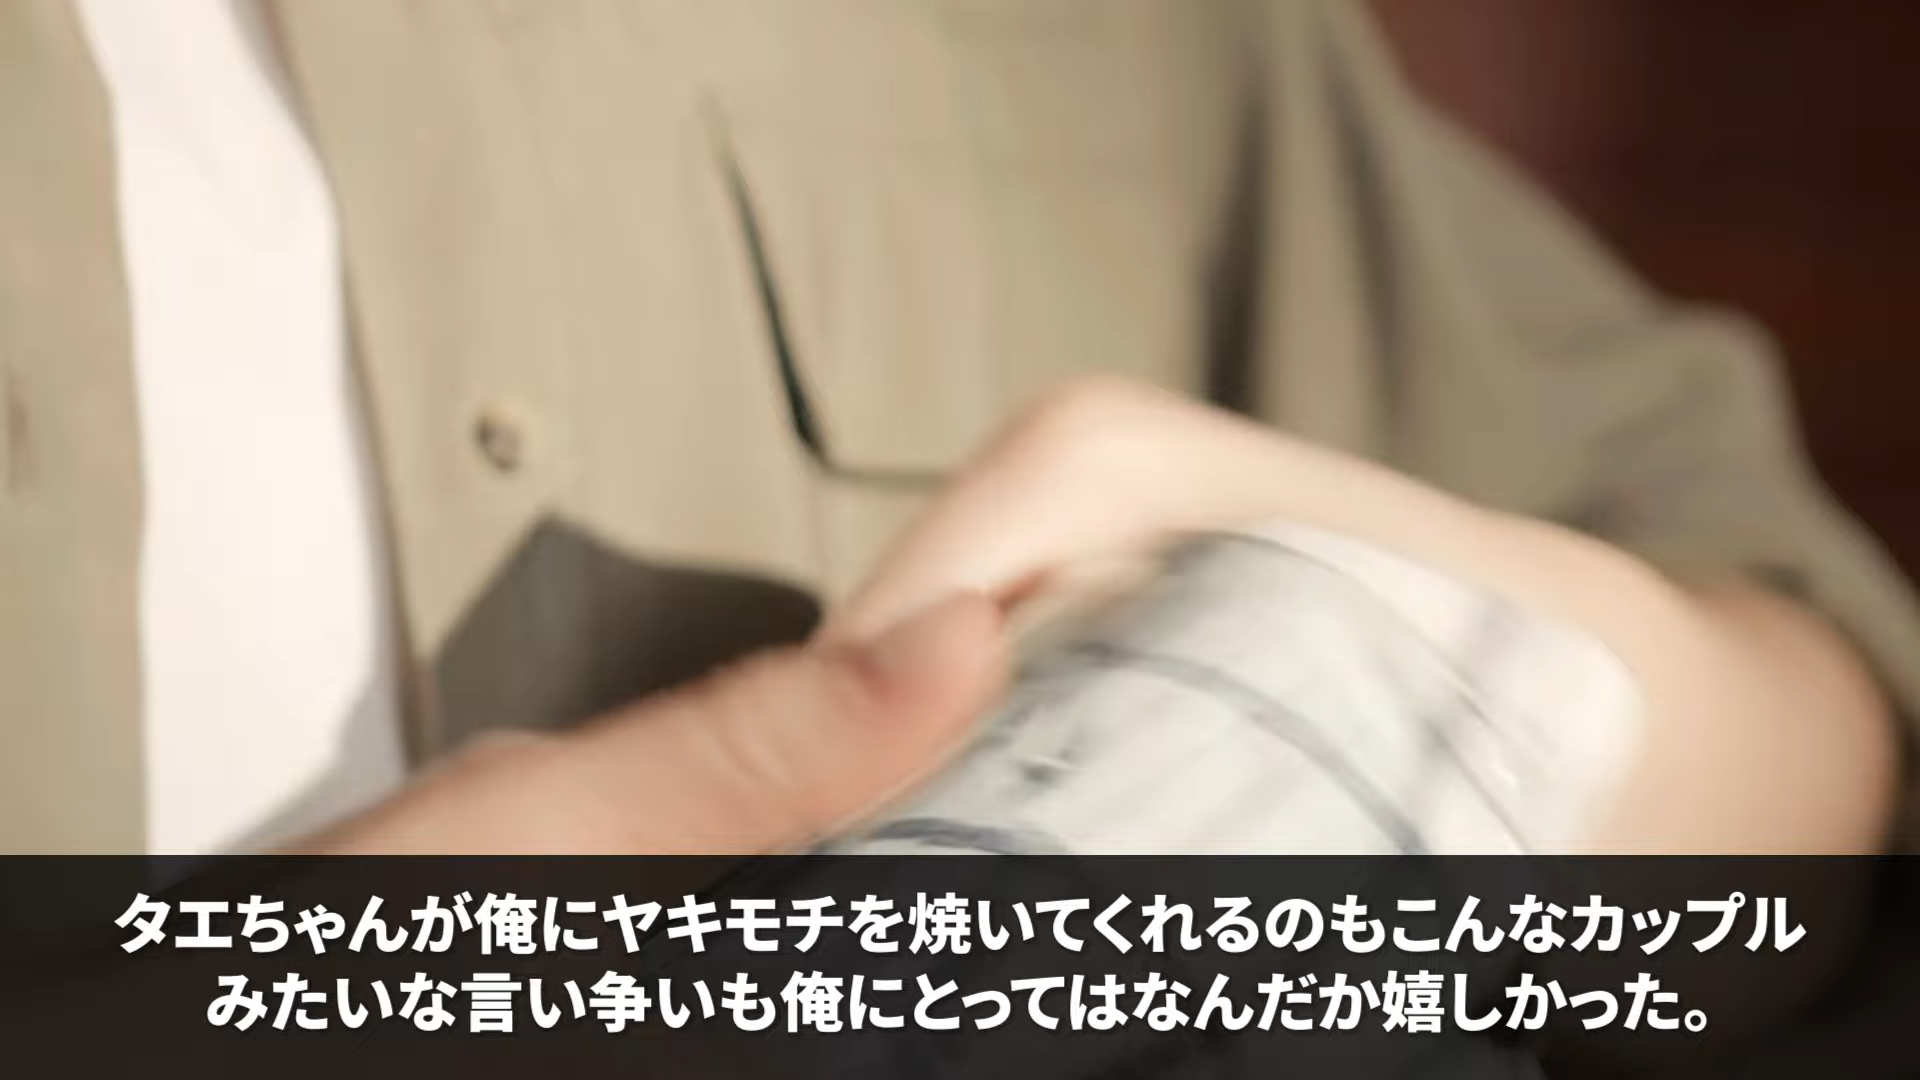 タエちゃんが俺にヤキモチを焼いてくれるのもこんなカップル
みたいな言い争いも俺にとってはなんだか嬉しかった。